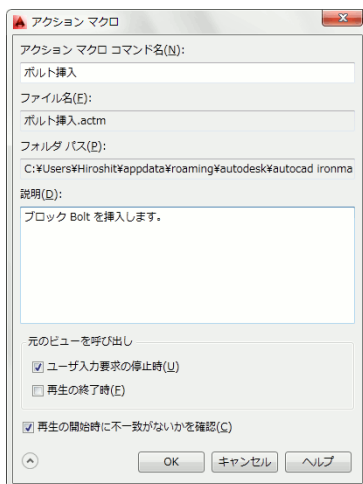 アクション マクロ
アクション マクロ コマンド名(N):
ボルト挿入
ファイル名(F):
ボルト挿入.actm
フォルダ パス(P):
C:¥Users¥Hiroshit¥appdata¥roaming¥autodesk¥autocad ironma
説明(D):
ブロック Bolt を挿入します。
元のビューを呼び出し
ユーザ入力要求の停止時(U)
再生の終了時(F)
再生の開始時に不一致がないかを確認(C)
OK キャンセル ヘルプ